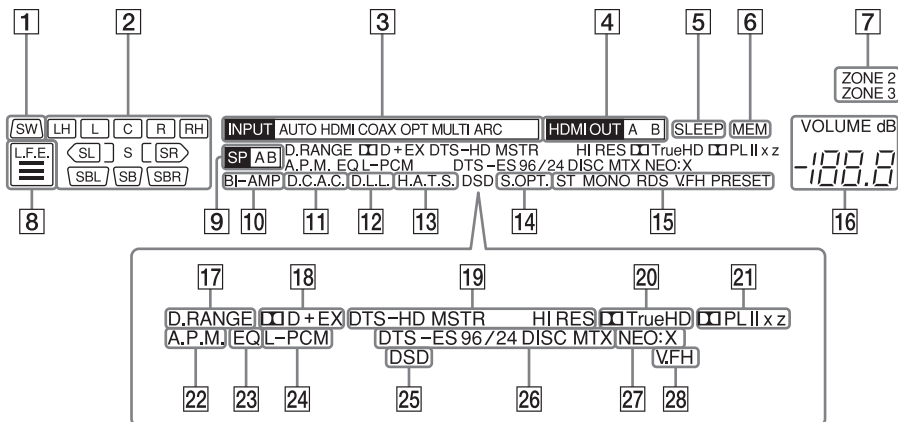 1 2 3 4 5 6 7
ZONE 2
ZONE 3
SW LH L C R RH INPUT AUTO HDMI COAX OPT MULTI ARC HDMI OUT A B SLEEP MEM VOLUME dB
L.F.E. SL S SR SP A B D.RANGE D+EX DTS-HD MSTR HI RES TrueHD PLII x z
A.P.M. EQ L-PCM DTS-ES 96/24 DISC MTX NEO:X
SBL SB SBR BI-AMP D.C.A.C. D.L.L. H.A.T.S. DSD S.OPT. ST MONO RDS V.FH PRESET -188.8
8 9 10 11 12 13 14 15 16
17 18 19 20 21
D.RANGE D+EX DTS-HD MSTR HI RES TrueHD PLII x z
A.P.M. EQ L-PCM DTS-ES 96/24 DISC MTX NEO:X
DSD V.FH
22 23 24 25 26 27 28